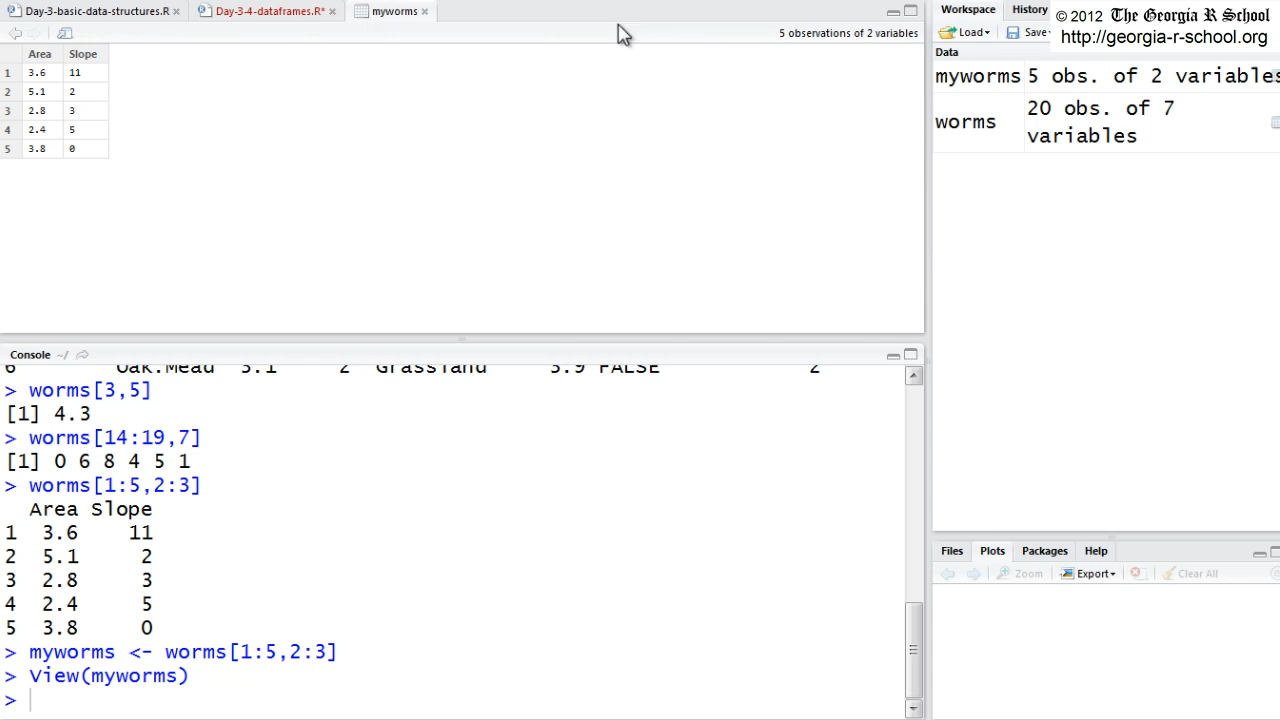 Day-3-basic-data-structures.R
Day-3-4-dataframes.R*
myworms
5 observations of 2 variables
Area Slope
1 3.6 11
2 5.1 2
3 2.8 3
4 2.4 5
5 3.8 0
Workspace History
© 2012 The Georgia R School
http://georgia-r-school.org
Load Save
Data
myworms 5 obs. of 2 variables
worms 20 obs. of 7
variables
Console ~/
6 Oak.Mead 3.1 2 Grassland 3.9 FALSE 2
> worms[3,5]
[1] 4.3
> worms[14:19,7]
[1] 0 6 8 4 5 1
> worms[1:5,2:3]
Area Slope
1 3.6 11
2 5.1 2
3 2.8 3
4 2.4 5
5 3.8 0
> myworms <- worms[1:5,2:3]
> View(myworms)
>
Files Plots Packages Help
Zoom Export Clear All